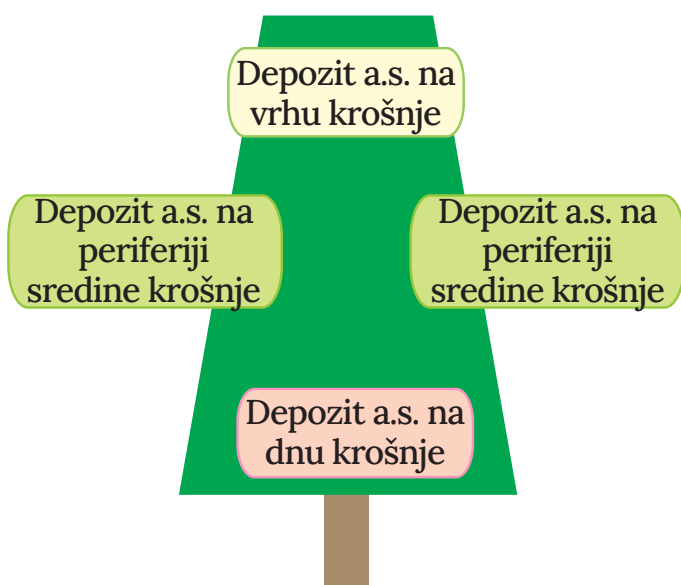 Depozit a.s. na
vrhu krošnje
Depozit a.s. na
periferiji
sredine krošnje
Depozit a.s. na
periferiji
sredine krošnje
Depozit a.s. na
dnu krošnje